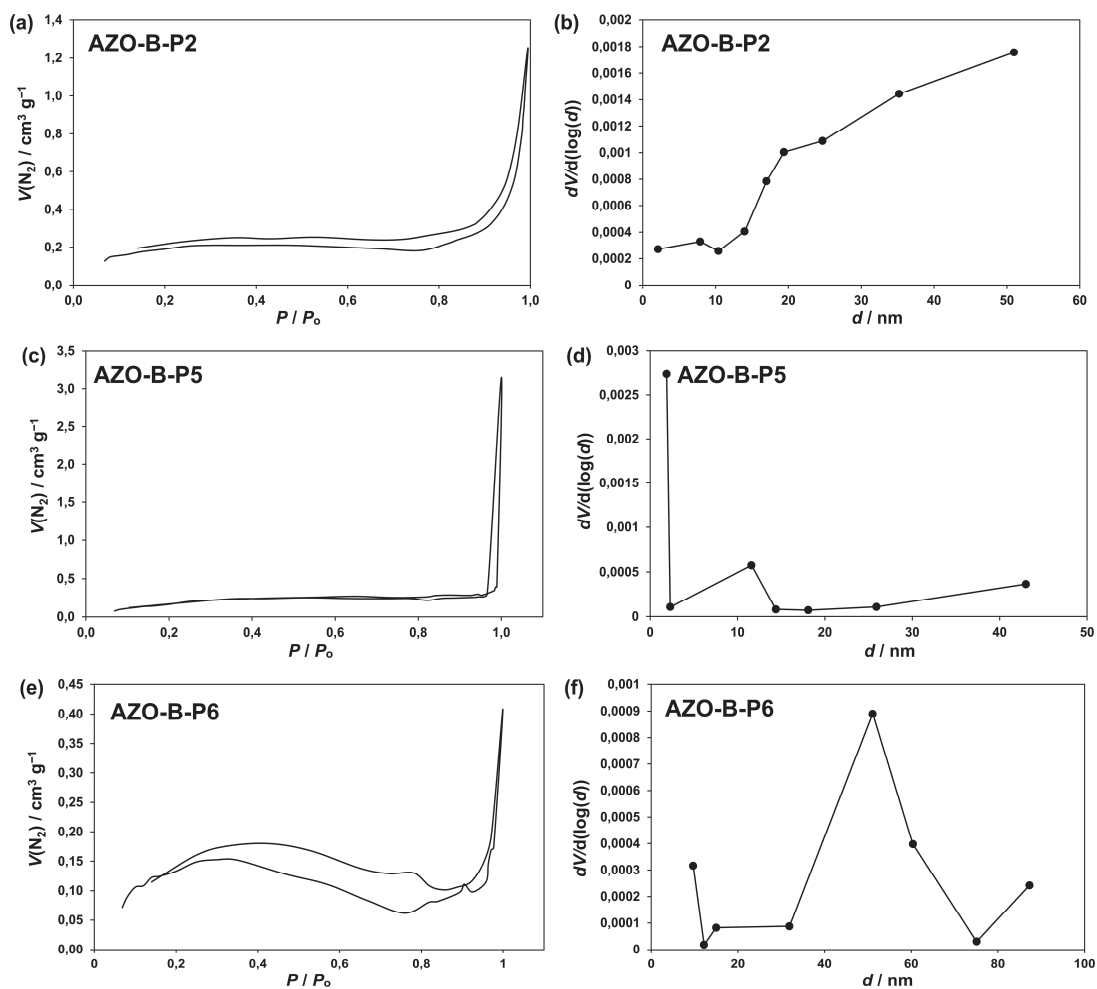 (a)
AZO-B-P2
V(N₂) / cm³ g⁻¹
1,4
1,2
1,0
0,8
0,6
0,4
0,2
0,0
0,0 0,2 0,4 0,6 0,8 1,0
P / Pₒ
(b)
AZO-B-P2
dV/d(log(d))
0,002
0,0018
0,0016
0,0014
0,0012
0,001
0,0008
0,0006
0,0004
0,0002
0
0 10 20 30 40 50 60
d / nm
(c)
AZO-B-P5
V(N₂) / cm³ g⁻¹
3,5
3,0
2,5
2,0
1,5
1,0
0,5
0,0
0,0 0,2 0,4 0,6 0,8 1,0
P / Pₒ
(d)
AZO-B-P5
dV/d(log(d))
0,003
0,0025
0,002
0,0015
0,001
0,0005
0
0 10 20 30 40 50
d / nm
(e)
AZO-B-P6
V(N₂) / cm³ g⁻¹
0,45
0,40
0,35
0,30
0,25
0,20
0,15
0,10
0,05
0,00
0 0,2 0,4 0,6 0,8 1
P / Pₒ
(f)
AZO-B-P6
dV/d(log(d))
0,001
0,0009
0,0008
0,0007
0,0006
0,0005
0,0004
0,0003
0,0002
0,0001
0
0 20 40 60 80 100
d / nm